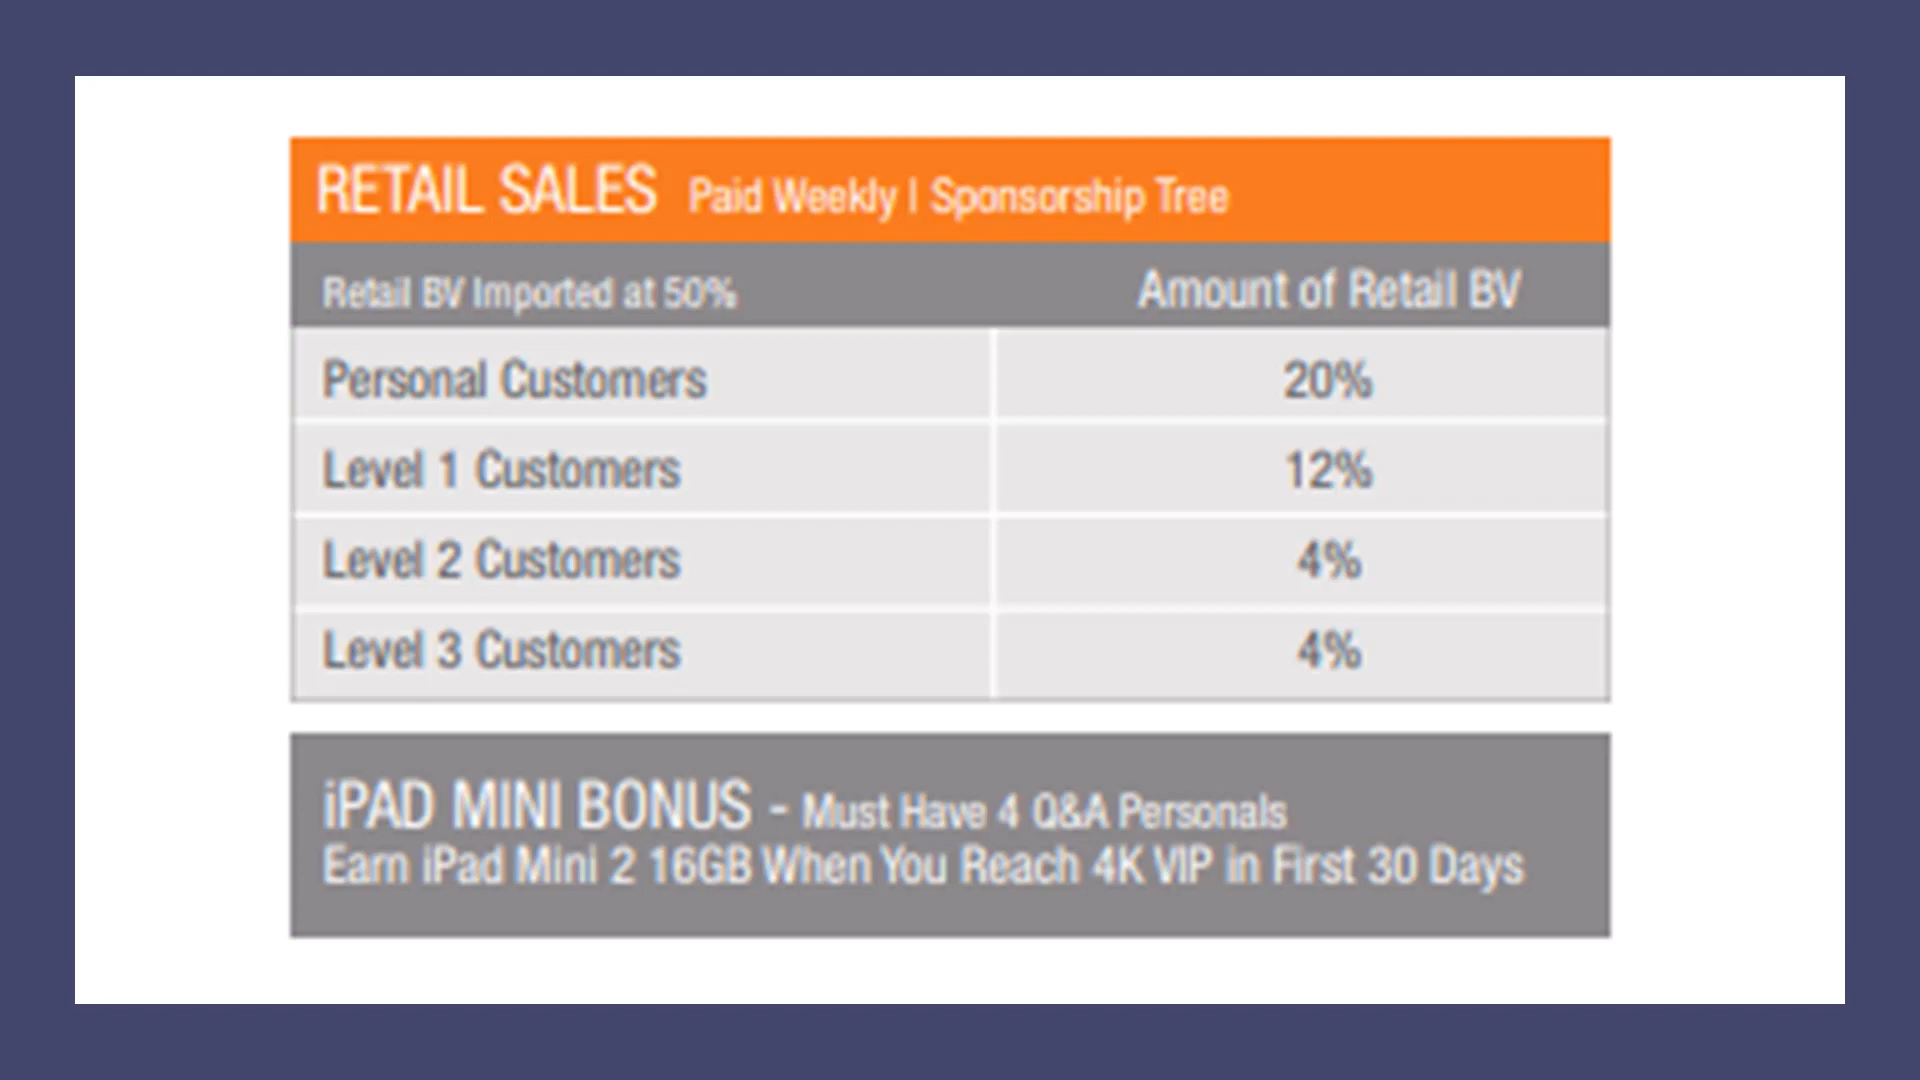 RETAIL SALES Paid Weekly | Sponsorship Tree
Retail BV Imported at 50% Amount of Retail BV
Personal Customers 20%
Level 1 Customers 12%
Level 2 Customers 4%
Level 3 Customers 4%
iPAD MINI BONUS - Must Have 4 Q&A Personals
Earn iPad Mini 2 16GB When You Reach 4K VIP in First 30 Days